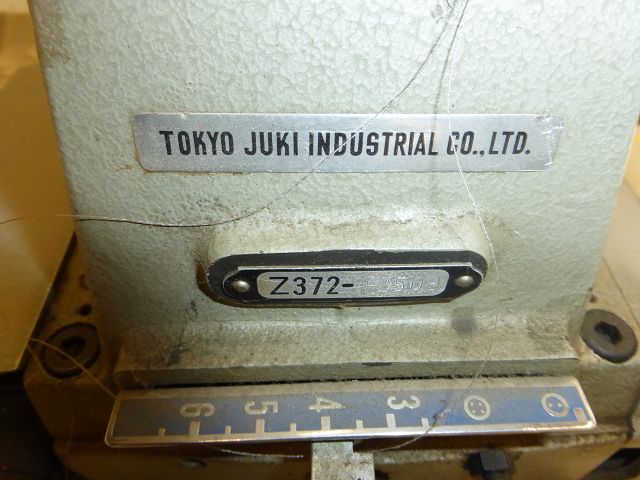 TOKYO JUKI INDUSTRIAL CO., LTD.
Z372-
6 5 4 3